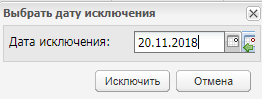 Выбрать дату исключения
Дата исключения: 20.11.2018
Исключить Отмена